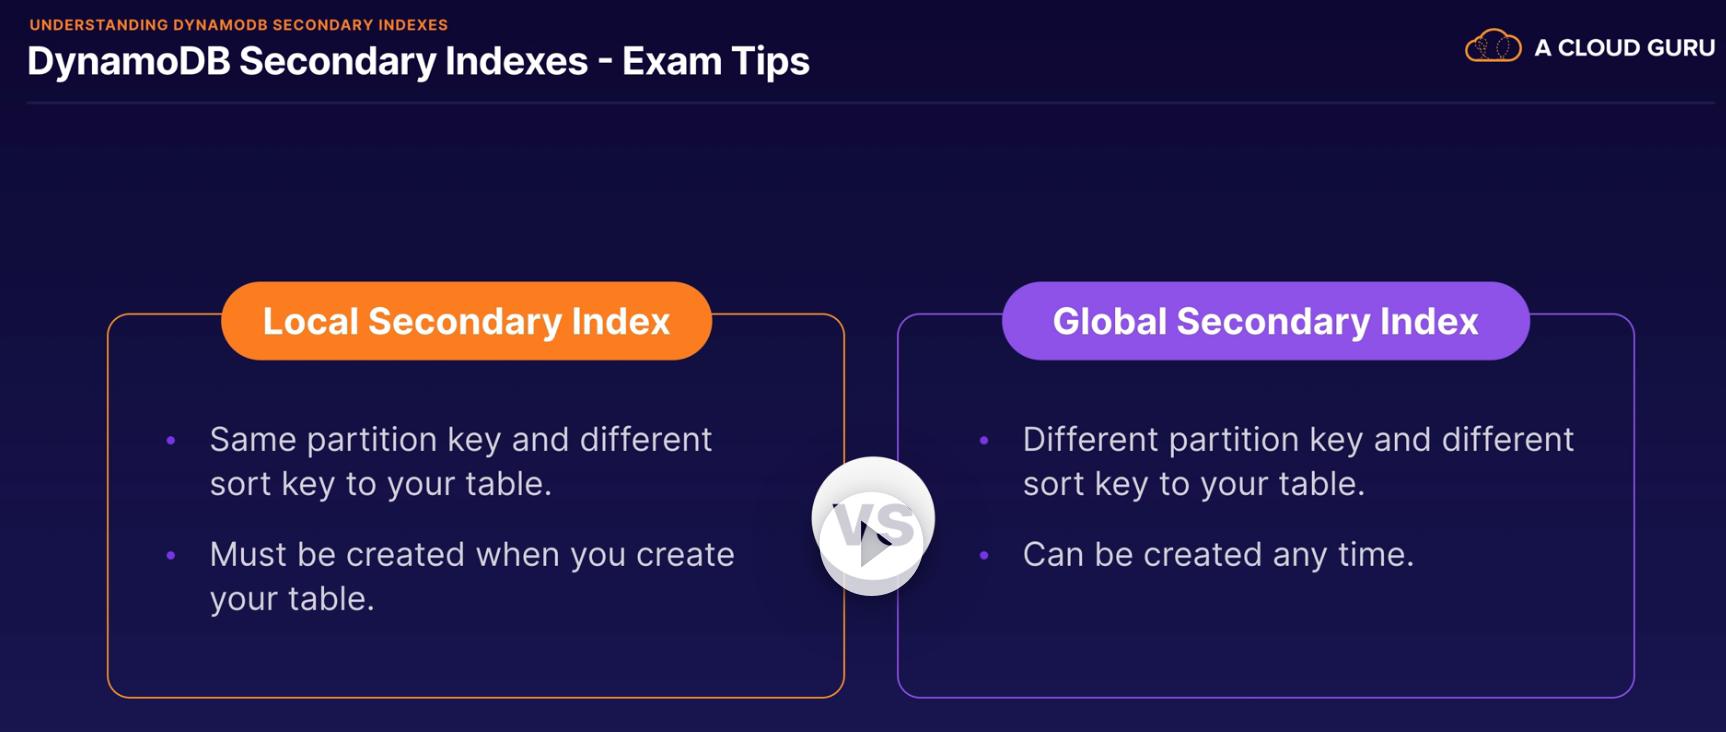 UNDERSTANDING DYNAMODB SECONDARY INDEXES
DynamoDB Secondary Indexes - Exam Tips
A CLOUD GURU
Local Secondary Index
• Same partition key and different
sort key to your table.
• Must be created when you create
your table.
VS
Global Secondary Index
• Different partition key and different
sort key to your table.
• Can be created any time.